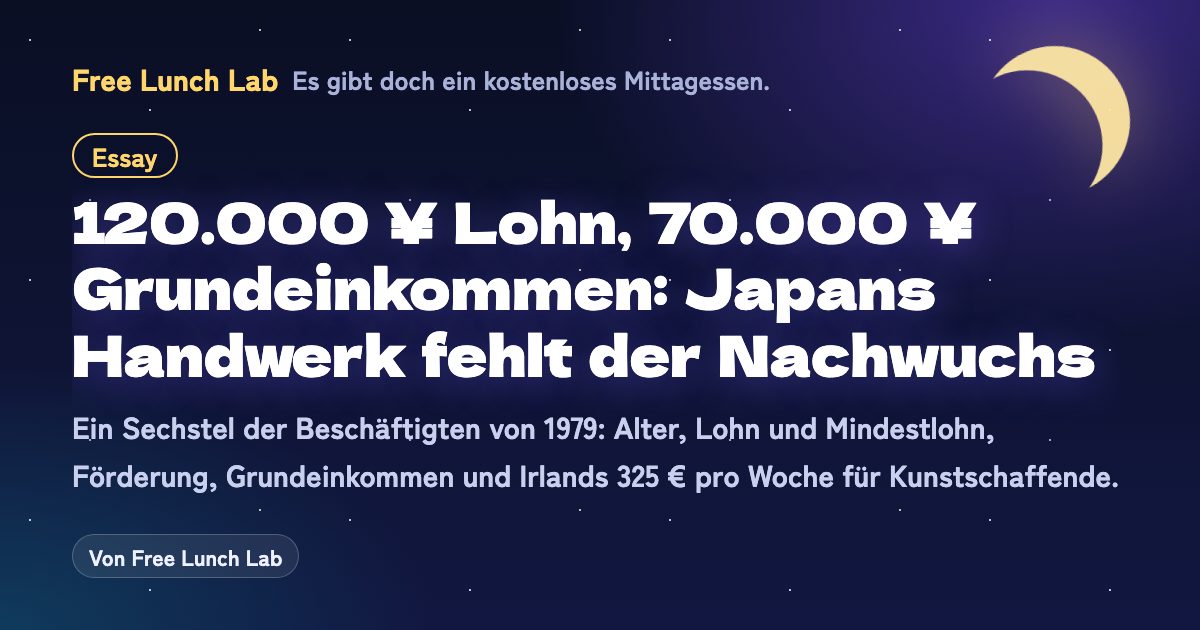 Free Lunch Lab Es gibt doch ein kostenloses Mittagessen.
Essay
120.000 ¥ Lohn, 70.000 ¥
Grundeinkommen: Japans
Handwerk fehlt der Nachwuchs
Ein Sechstel der Beschäftigten von 1979: Alter, Lohn und Mindestlohn,
Förderung, Grundeinkommen und Irlands 325 € pro Woche für Kunstschaffende.
Von Free Lunch Lab